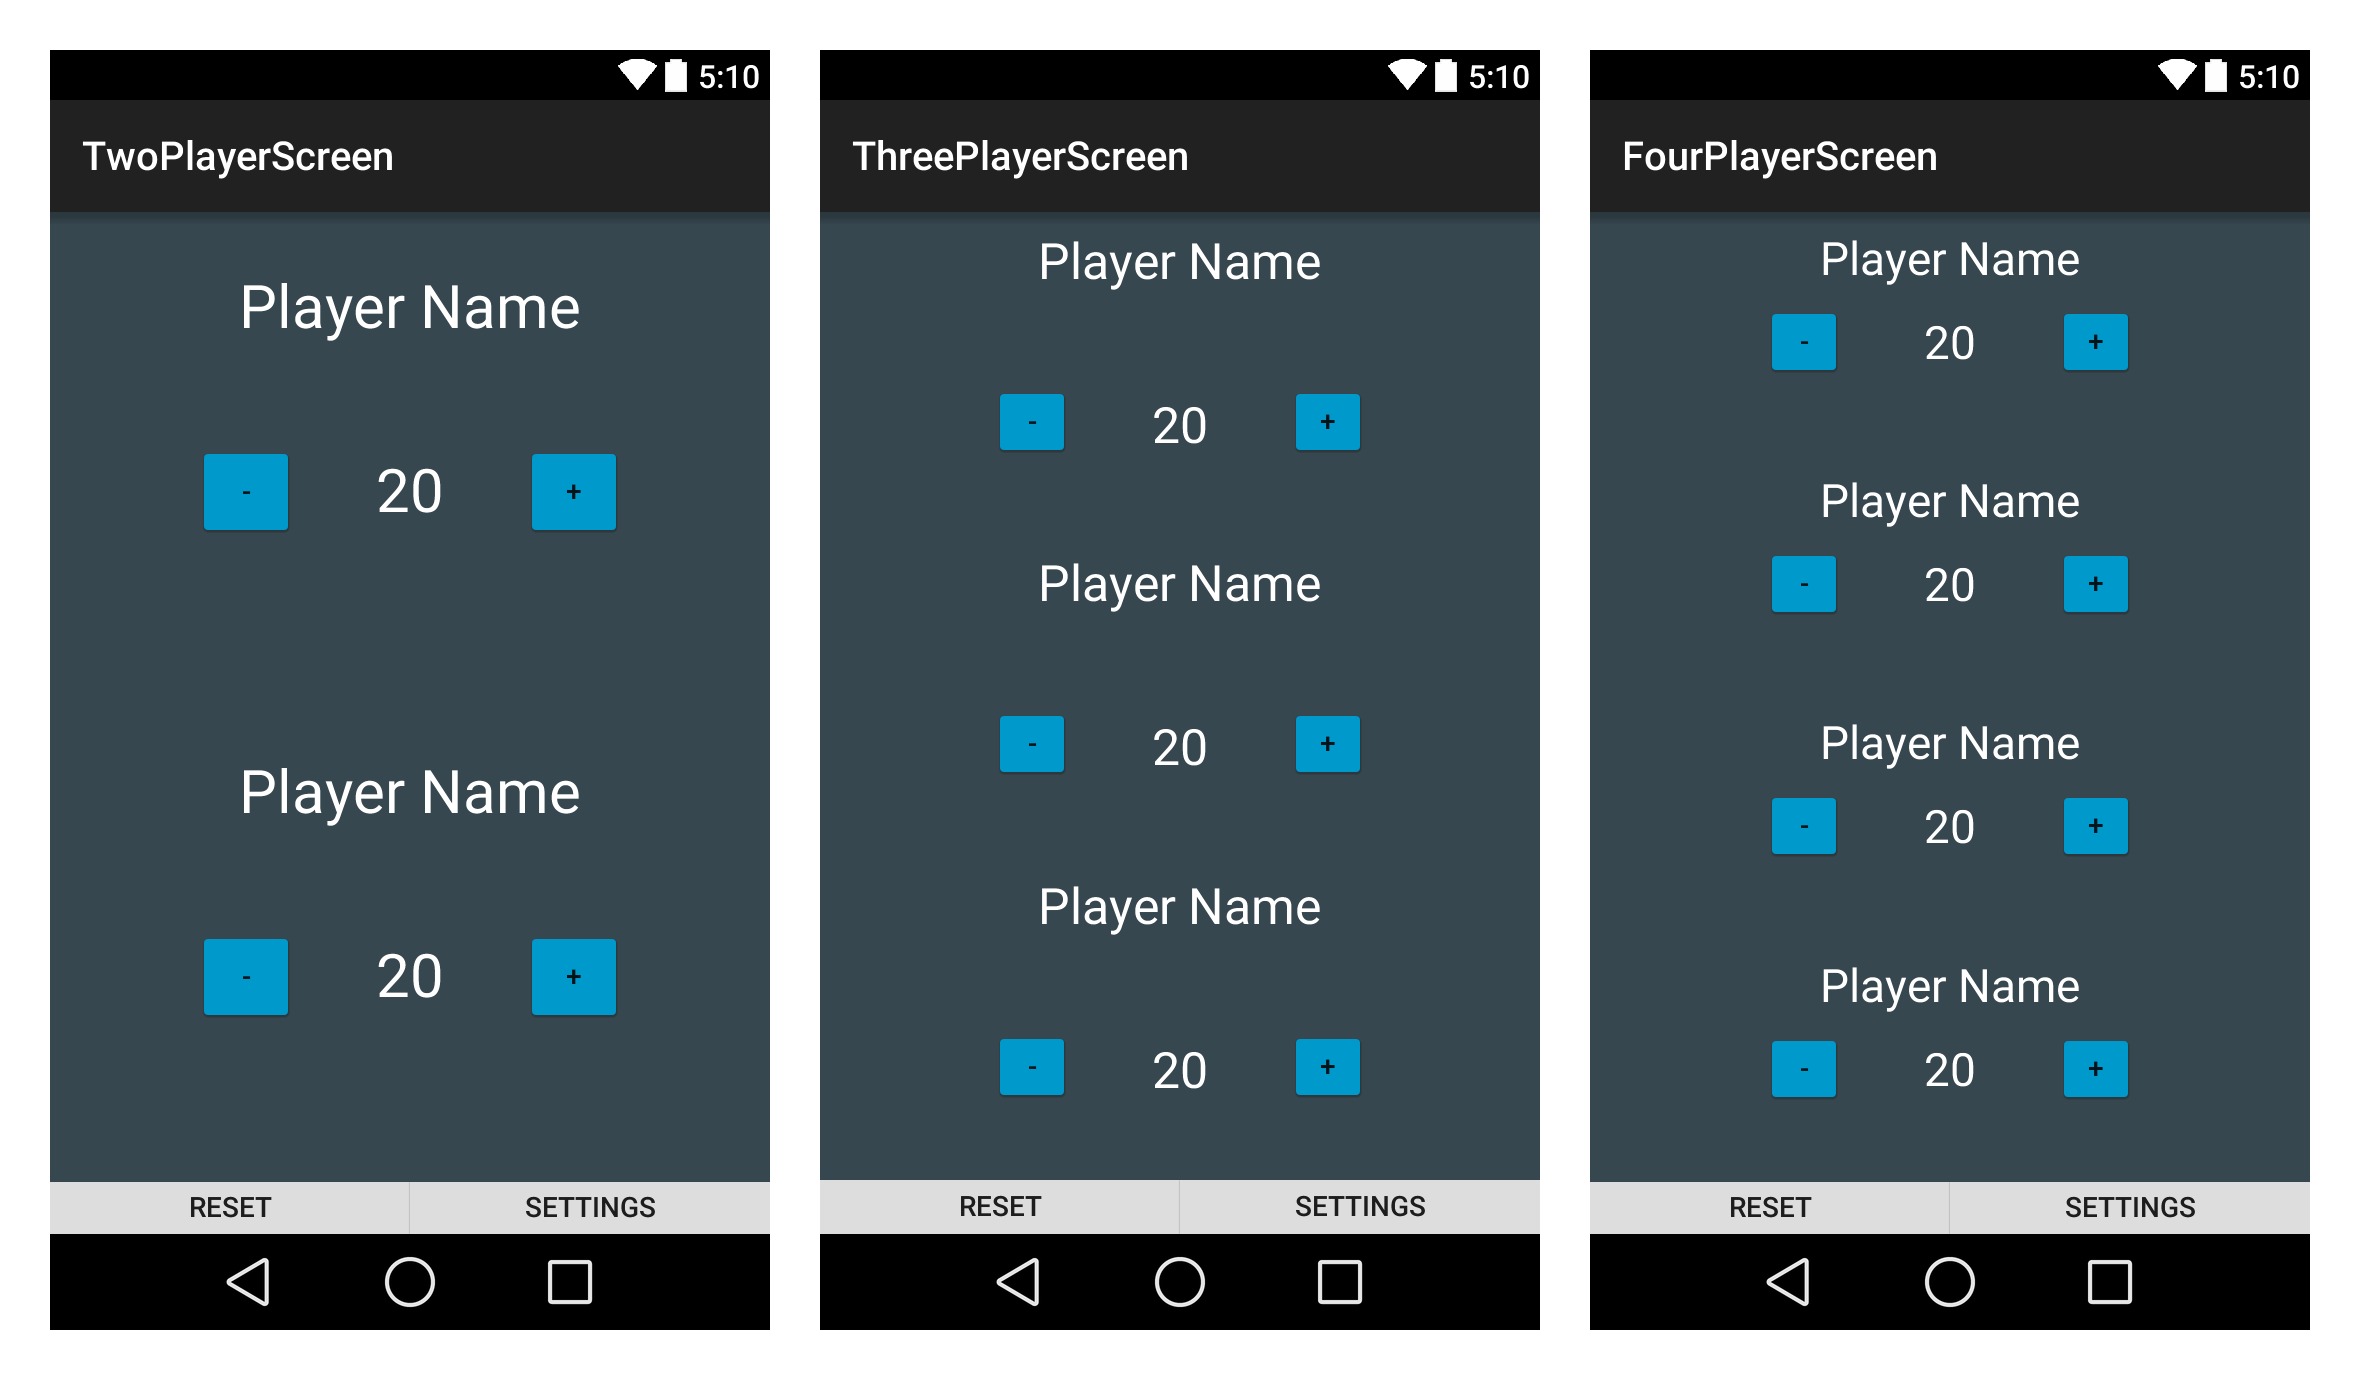 5:10
TwoPlayerScreen
Player Name
- 20 +
Player Name
- 20 +
RESET SETTINGS
5:10
ThreePlayerScreen
Player Name
- 20 +
Player Name
- 20 +
Player Name
- 20 +
RESET SETTINGS
5:10
FourPlayerScreen
Player Name
- 20 +
Player Name
- 20 +
Player Name
- 20 +
Player Name
- 20 +
RESET SETTINGS